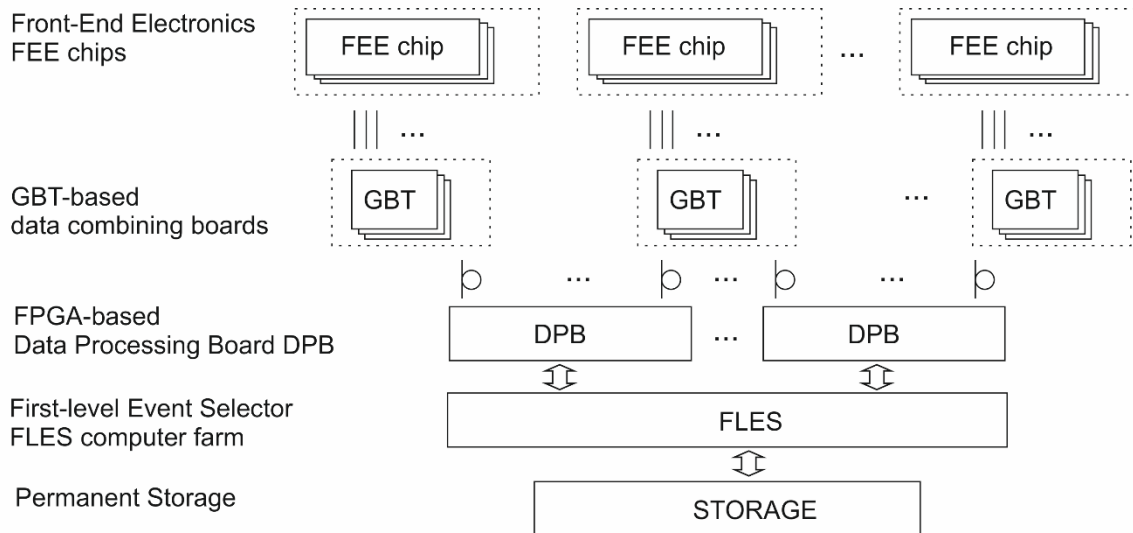 Front-End Electronics
FEE chips
FEE chip
FEE chip
...
FEE chip
...
...
...
GBT-based
data combining boards
GBT
GBT
...
GBT
...
...
...
FPGA-based
Data Processing Board DPB
DPB
...
DPB
First-level Event Selector
FLES computer farm
FLES
Permanent Storage
STORAGE